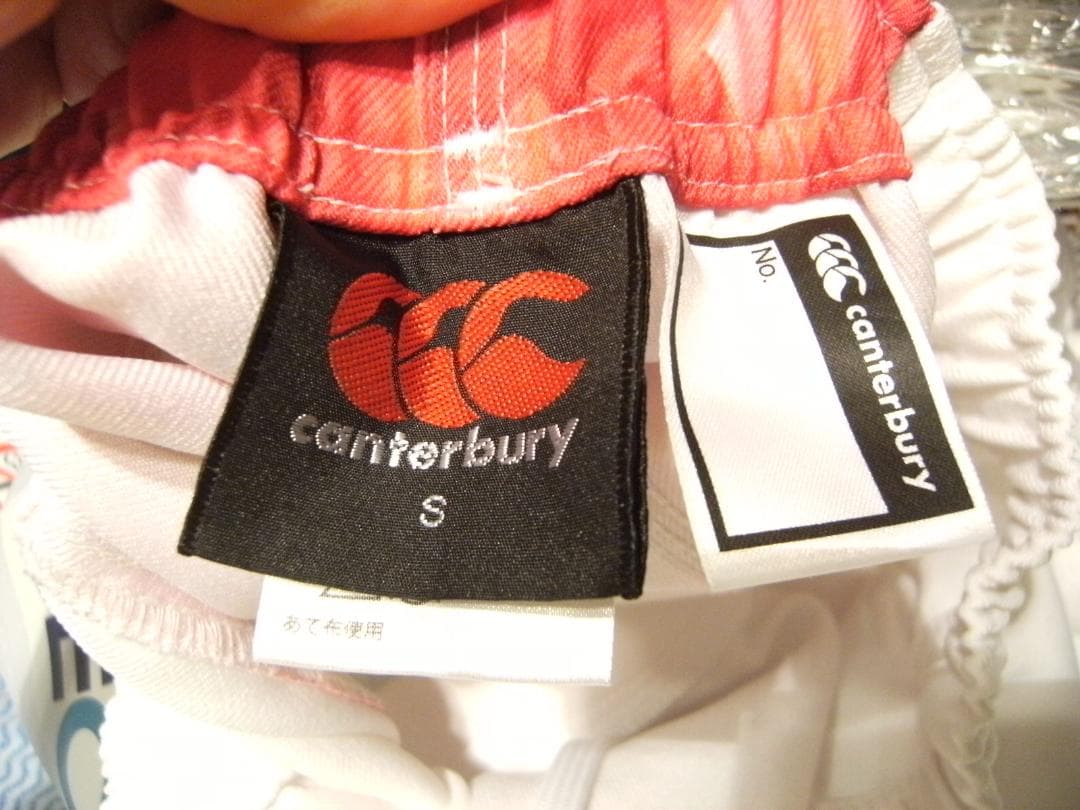 canterbury
S
あて布使用
No.
canterbury